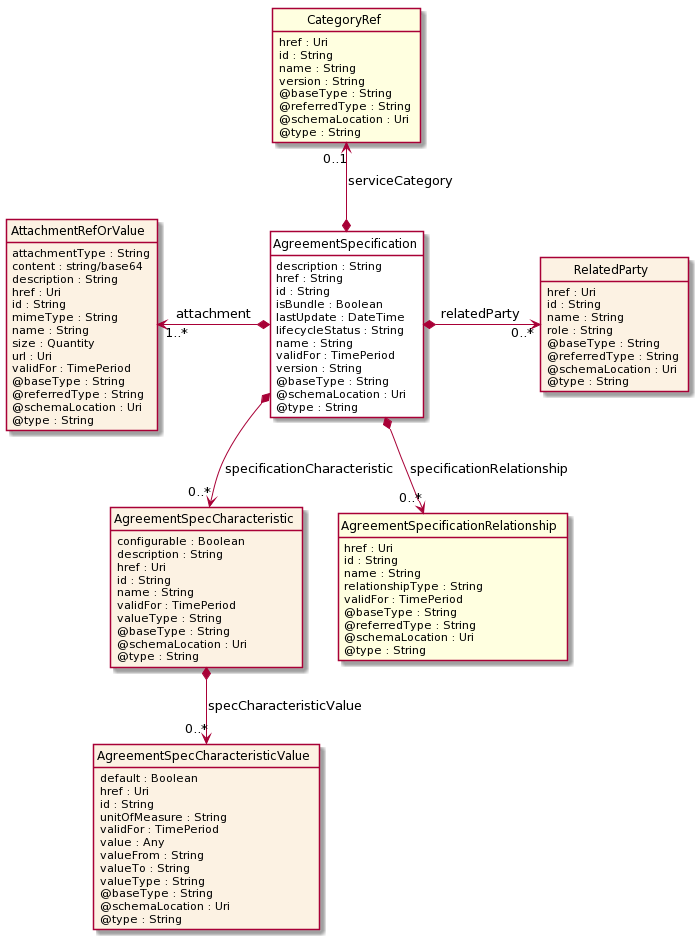 CategoryRef
href : Uri
id : String
name : String
version : String
@baseType : String
@referredType : String
@schemaLocation : Uri
@type : String
0..1
serviceCategory
AttachmentRefOrValue
attachmentType : String
content : string/base64
description : String
href : Uri
id : String
mimeType : String
name : String
size : Quantity
url : Uri
validFor : TimePeriod
@baseType : String
@referredType : String
@schemaLocation : Uri
@type : String
attachment
1..*
AgreementSpecification
description : String
href : String
id : String
isBundle : Boolean
lastUpdate : DateTime
lifecycleStatus : String
name : String
validFor : TimePeriod
version : String
@baseType : String
@schemaLocation : Uri
@type : String
relatedParty
0..*
RelatedParty
href : Uri
id : String
name : String
role : String
@baseType : String
@referredType : String
@schemaLocation : Uri
@type : String
specificationCharacteristic
0..*
specificationRelationship
0..*
AgreementSpecCharacteristic
configurable : Boolean
description : String
href : Uri
id : String
name : String
validFor : TimePeriod
valueType : String
@baseType : String
@schemaLocation : Uri
@type : String
AgreementSpecificationRelationship
href : Uri
id : String
name : String
relationshipType : String
validFor : TimePeriod
@baseType : String
@referredType : String
@schemaLocation : Uri
@type : String
specCharacteristicValue
0..*
AgreementSpecCharacteristicValue
default : Boolean
href : Uri
id : String
unitOfMeasure : String
validFor : TimePeriod
value : Any
valueFrom : String
valueTo : String
valueType : String
@baseType : String
@schemaLocation : Uri
@type : String